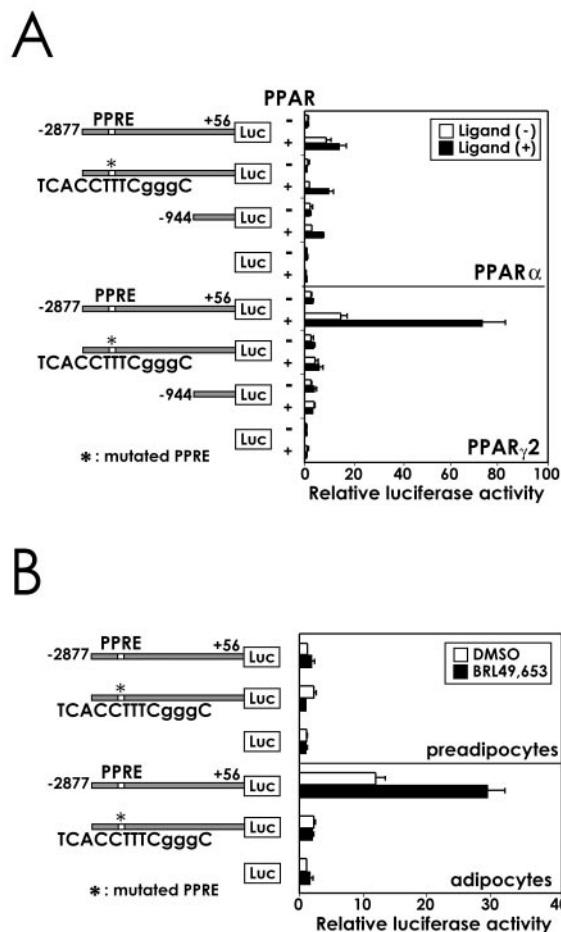 A
PPAR
-2877 PPRE +56 Luc - +
Ligand (-)
Ligand (+)
* Luc - +
TCACCTTTCgggC
-944 Luc - +
Luc - +
PPARα
-2877 PPRE +56 Luc - +
* Luc - +
TCACCTTTCgggC
-944 Luc - +
Luc - +
* : mutated PPRE
PPARγ2
0 20 40 60 80 100
Relative luciferase activity
B
-2877 PPRE +56 Luc
DMSO
BRL49,653
* Luc
TCACCTTTCgggC
Luc
preadipocytes
-2877 PPRE +56 Luc
* Luc
TCACCTTTCgggC
Luc
* : mutated PPRE
adipocytes
0 10 20 30 40
Relative luciferase activity